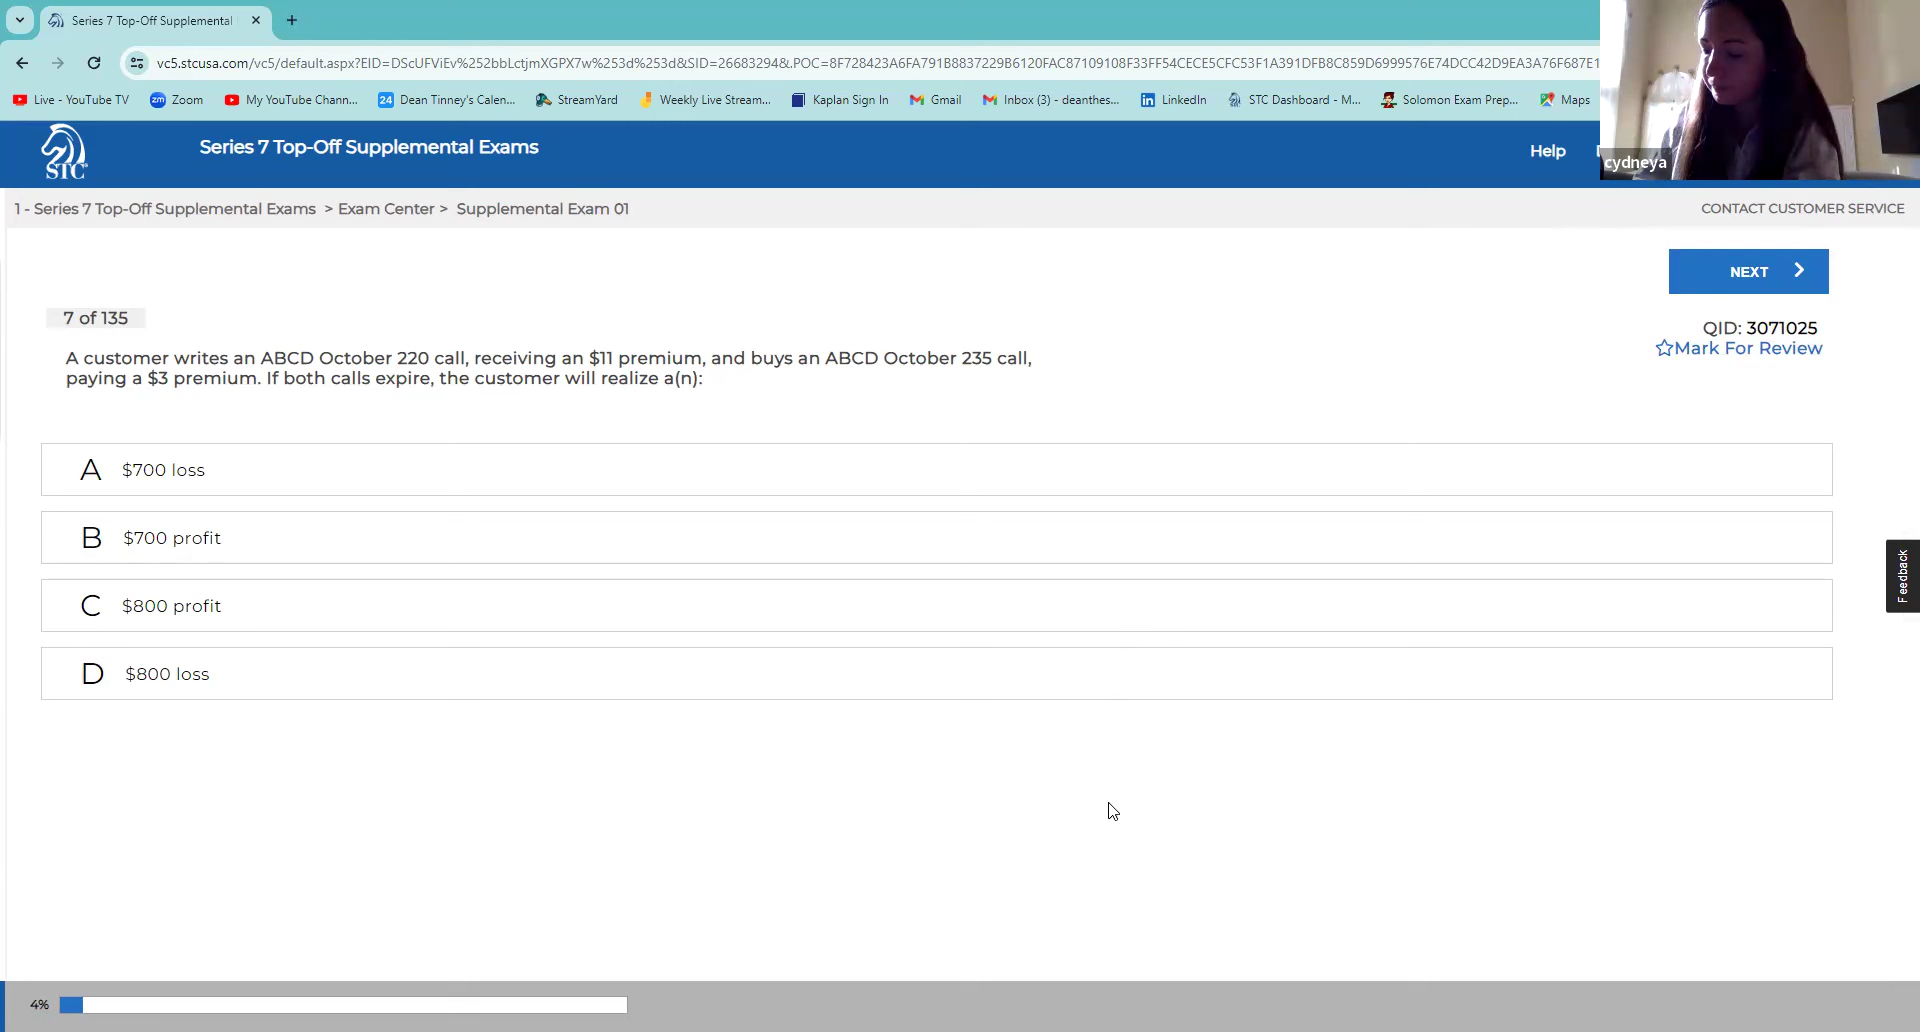 Series 7 Top-Off Supplemental
vc5.stcusa.com/vc5/default.aspx?EID=DScUFViEv%252bbLctjmXGPX7w%253d%253d&SID=26683294&.POC=8F728423A6FA791B8837229B6120FAC87109108F33FF54CECE5CFC53F1A391DFB8C859D6999576E74DCC42D9EA3A76F687E1
Live - YouTube TV zm Zoom My YouTube Chann... 24 Dean Tinney's Calen... StreamYard Weekly Live Stream... Kaplan Sign In Gmail Inbox (3) - deanthes... LinkedIn STC Dashboard - M... Solomon Exam Prep... Maps
STC
Series 7 Top-Off Supplemental Exams
Help
cydneya
1 - Series 7 Top-Off Supplemental Exams > Exam Center > Supplemental Exam 01
CONTACT CUSTOMER SERVICE
NEXT
7 of 135
QID: 3071025
Mark For Review
A customer writes an ABCD October 220 call, receiving an $11 premium, and buys an ABCD October 235 call,
paying a $3 premium. If both calls expire, the customer will realize a(n):
A $700 loss
B $700 profit
C $800 profit
D $800 loss
Feedback
4%